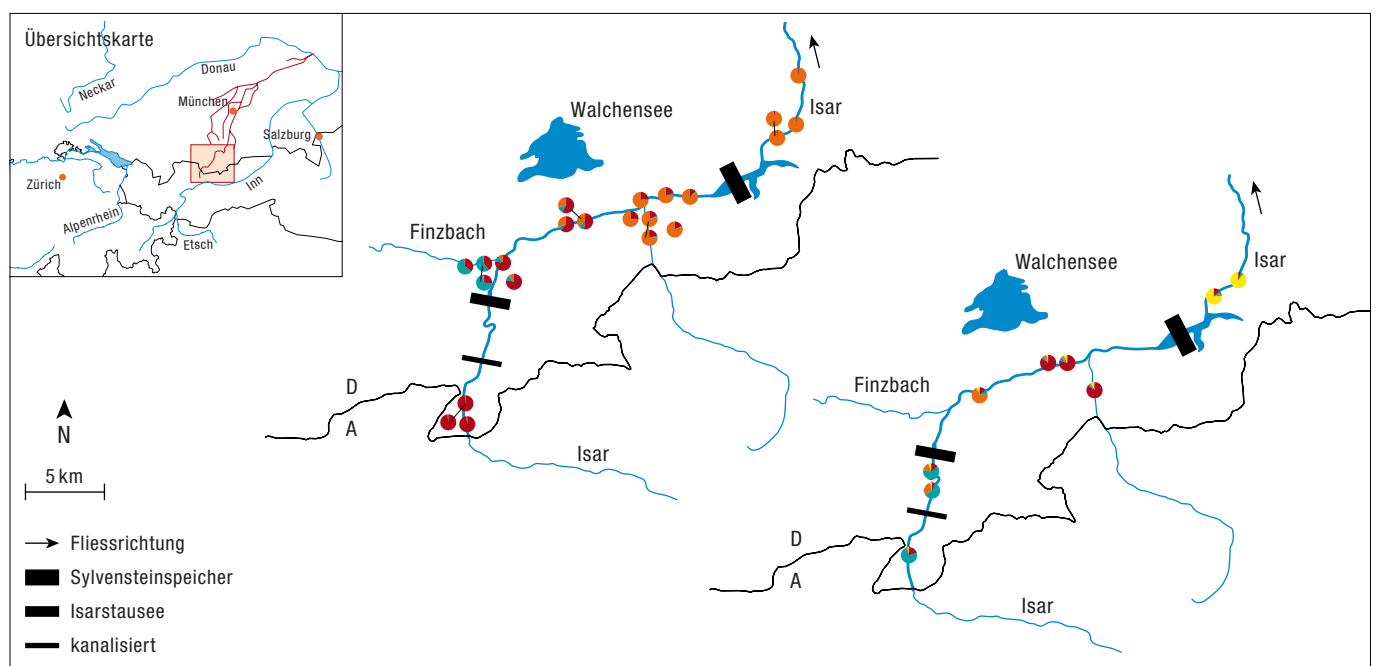 Übersichtskarte
Neckar
Donau
München
Salzburg
Zürich
Inn
Alpenrhein
Etsch
Walchensee
Isar
Finzbach
D
A
Isar
N
5 km
Fliessrichtung
Sylvensteinspeicher
Isarstausee
kanalisiert
Walchensee
Isar
Finzbach
D
A
Isar